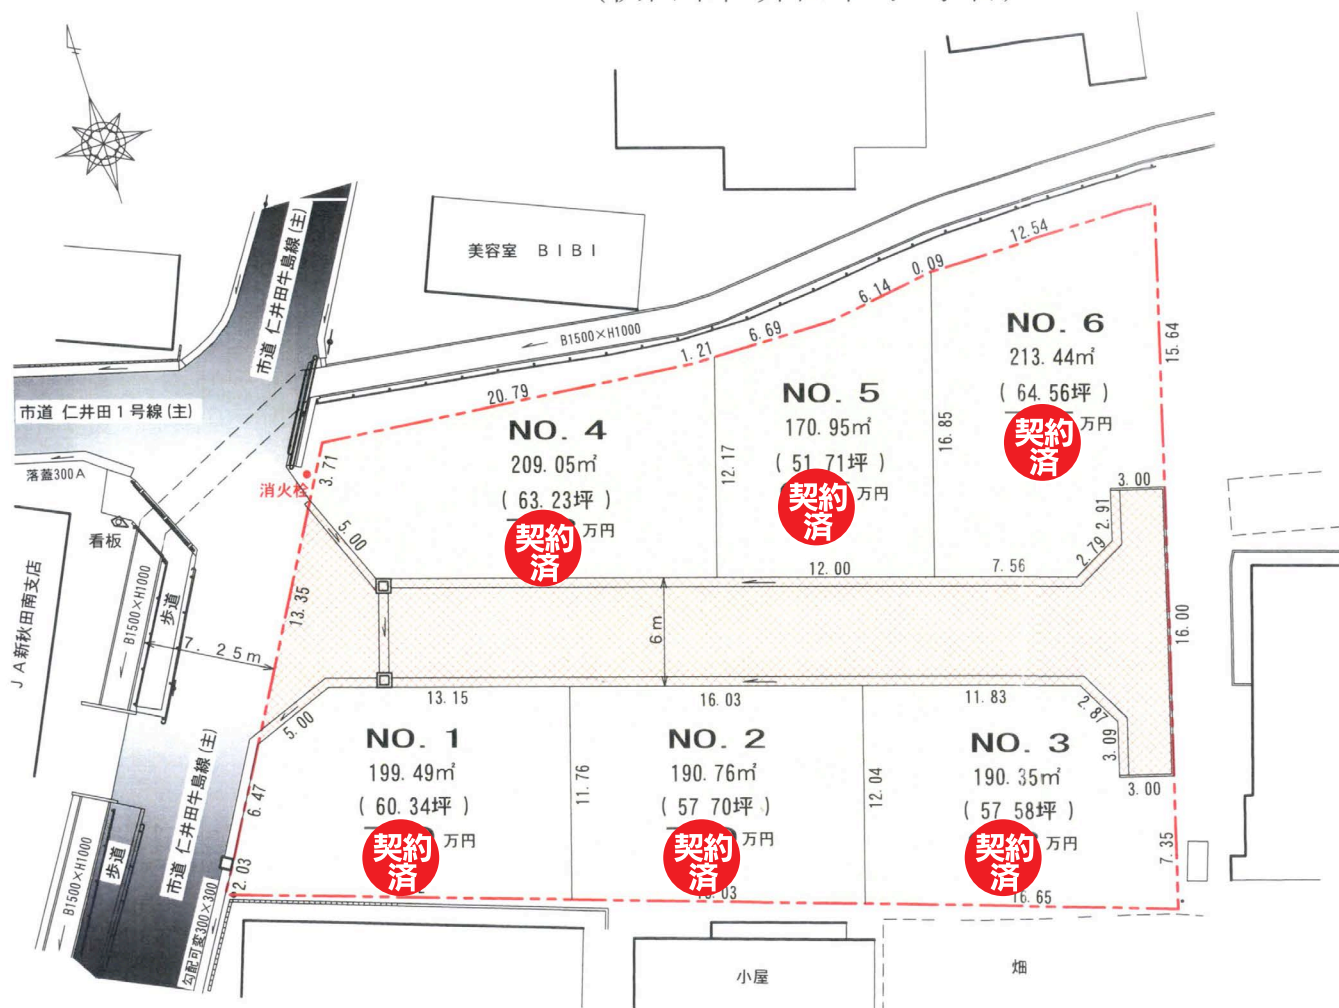 美容室 BIBI
市道 仁井田牛島線(主)
市道 仁井田1号線(主)
落蓋300A
看板
JA新秋田南支店
B1500×H1000
歩道
7.25m
消火栓
B1500×H1000
20.79
1.21
6.69
6.14
0.09
12.54
15.64
3.71
5.00
13.35
NO. 4
209.05㎡
(63.23坪)
万円
契約済
12.17
NO. 5
170.95㎡
(51.71坪)
万円
契約済
16.85
NO. 6
213.44㎡
(64.56坪)
万円
契約済
3.00
2.91
2.79
7.56
12.00
6m
16.00
13.15
16.03
11.83
2.87
3.09
3.00
7.35
5.00
6.47
2.03
NO. 1
199.49㎡
(60.34坪)
万円
契約済
11.76
NO. 2
190.76㎡
(57.70坪)
万円
契約済
12.04
NO. 3
190.35㎡
(57.58坪)
万円
契約済
16.65
市道 仁井田牛島線(主)
歩道
B1500×H1000
勾配可変300×300
小屋
畑